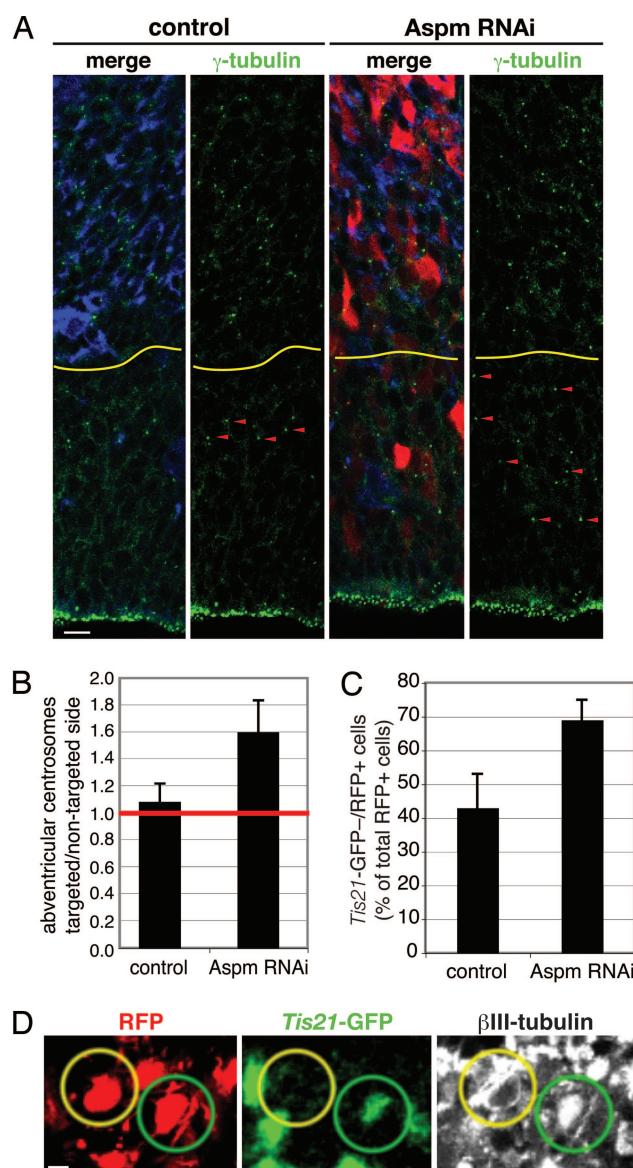 A
control
Aspm RNAi
merge
γ-tubulin
merge
γ-tubulin
B
abventricular centrosomes
targeted/non-targeted side
2.0
1.8
1.6
1.4
1.2
1.0
0.8
0.6
0.4
0.2
0.0
control
Aspm RNAi
C
Tis21-GFP–/RFP+ cells
(% of total RFP+ cells)
80
70
60
50
40
30
20
10
0
control
Aspm RNAi
D
RFP
Tis21-GFP
βIII-tubulin